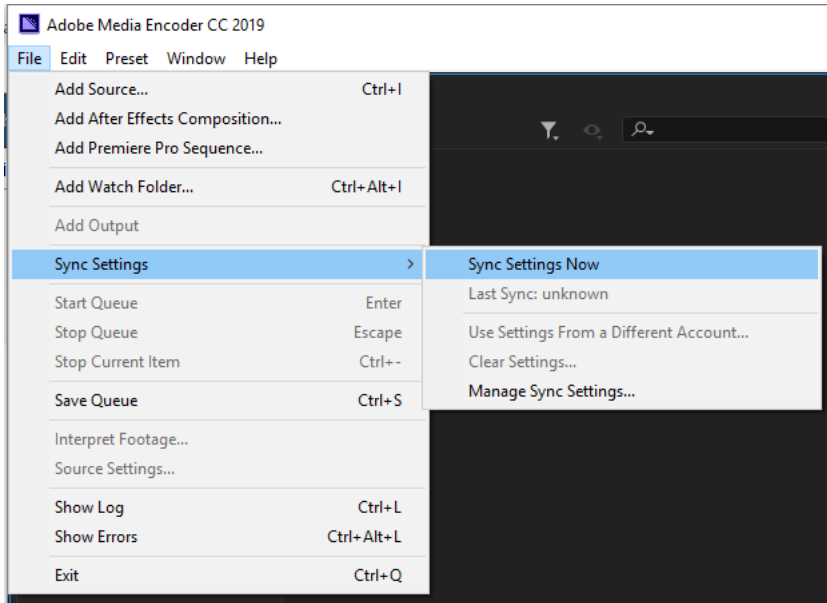 Adobe Media Encoder CC 2019
File Edit Preset Window Help
Add Source... Ctrl+I
Add After Effects Composition...
Add Premiere Pro Sequence...
Add Watch Folder... Ctrl+Alt+I
Add Output
Sync Settings >
Sync Settings Now
Last Sync: unknown
Use Settings From a Different Account...
Clear Settings...
Manage Sync Settings...
Start Queue Enter
Stop Queue Escape
Stop Current Item Ctrl+-
Save Queue Ctrl+S
Interpret Footage...
Source Settings...
Show Log Ctrl+L
Show Errors Ctrl+Alt+L
Exit Ctrl+Q